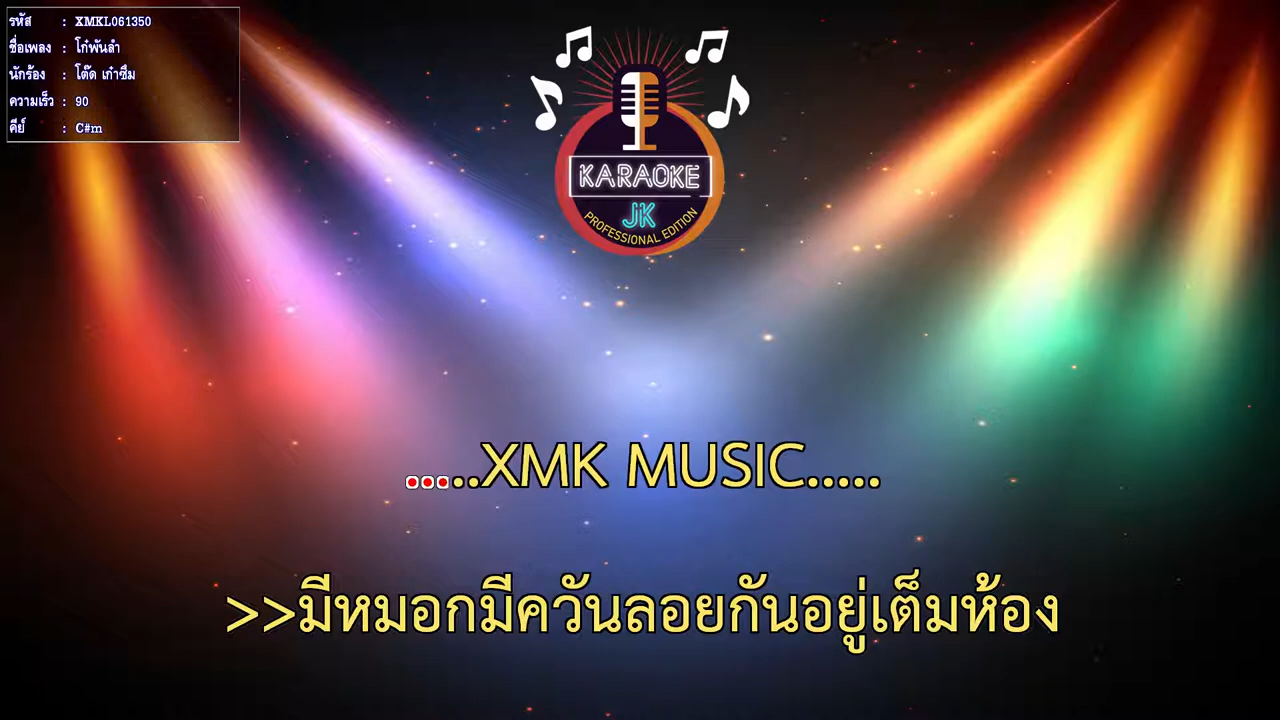 รหัส : XMKL061350
ชื่อเพลง : โก๋พันลำ
นักร้อง : โต๊ด เก๋าซึม
ความเร็ว : 90
คีย์ : C#m
KARAOKE
JK
PROFESSIONAL EDITION
.....XMK MUSIC.....
>>มีหมอกมีควันลอยกันอยู่เต็มห้อง